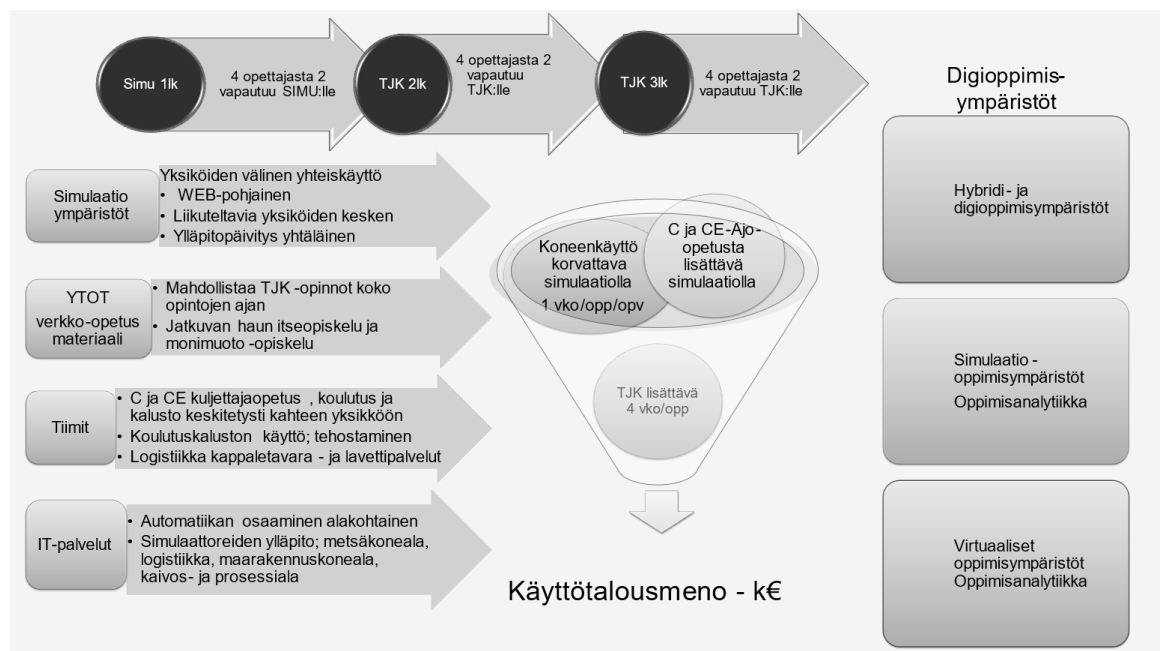 Simu 1lk
4 opettajasta 2
vapautuu SIMU:lle
TJK 2lk
4 opettajasta 2
vapautuu
TJK:lle
TJK 3lk
4 opettajasta 2
vapautuu TJK:lle
Digioppimis-
ympäristöt
Simulaatio
ympäristöt
Yksiköiden välinen yhteiskäyttö
• WEB-pohjainen
• Liikuteltavia yksiköiden kesken
• Ylläpitopäivitys yhtäläinen
YTOT
verkko-opetus
materiaali
• Mahdollistaa TJK -opinnot koko
opintojen ajan
• Jatkuvan haun itseopiskelu ja
monimuoto -opiskelu
Tiimit
• C ja CE kuljettajaopetus , koulutus ja
kalusto keskitetysti kahteen yksikköön
• Koulutuskaluston käyttö; tehostaminen
• Logistiikka kappaletavara - ja lavettipalvelut
IT-palvelut
• Automatiikan osaaminen alakohtainen
• Simulaattoreiden ylläpito; metsäkoneala,
logistiikka, maarakennuskoneala,
kaivos- ja prosessiala
Koneenkäyttö
korvattava
simulaatiolla
1 vko/opp/opv
C ja CE-Ajo-
opetusta
lisättävä
simulaatiolla
TJK lisättävä
4 vko/opp
Käyttötalousmeno - k€
Hybridi - ja
digioppimisympäristöt
Simulaatio -
oppimisympäristöt
Oppimisanalytiikka
Virtuaaliset
oppimisympäristöt
Oppimisanalytiikka